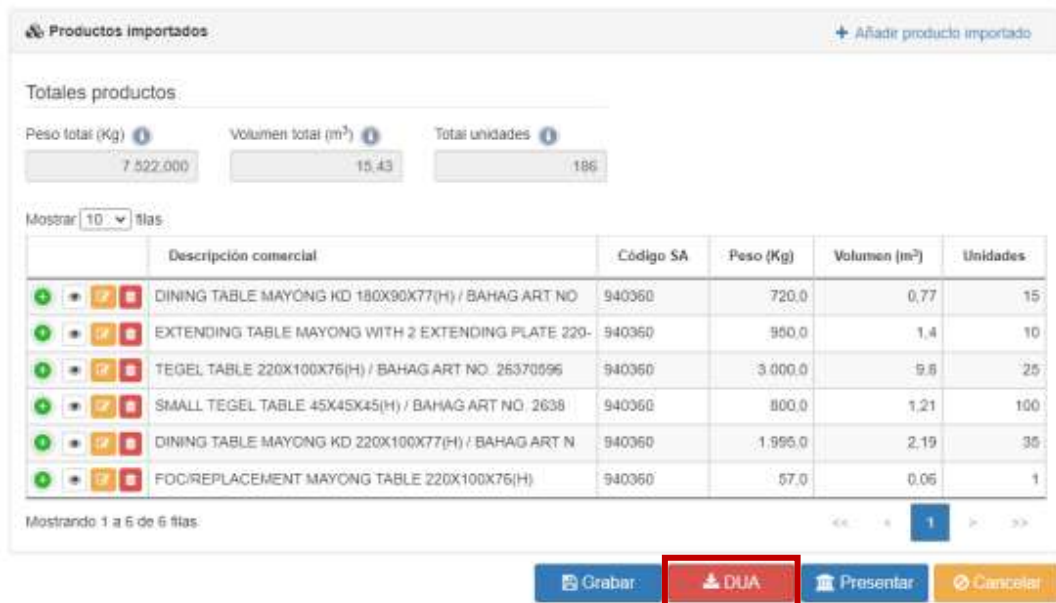 Productos importados
+ Añadir producto importado
Totales productos
Peso total (Kg)
Volumen total (m³)
Total unidades
7.522,000
15,43
186
Mostrar 10 filas
Descripción comercial Código SA Peso (Kg) Volumen (m³) Unidades
DINING TABLE MAYONG KD 180X90X77(H) / BAHAG ART NO 940360 720,0 0,77 15
EXTENDING TABLE MAYONG WITH 2 EXTENDING PLATE 220- 940360 950,0 1,4 10
TEGEL TABLE 220X100X76(H) / BAHAG ART NO. 26370596 940360 3.000,0 9,8 25
SMALL TEGEL TABLE 45X45X45(H) / BAHAG ART NO. 2638 940360 800,0 1,21 100
DINING TABLE MAYONG KD 220X100X77(H) / BAHAG ART N 940360 1.995,0 2,19 35
FOC/REPLACEMENT MAYONG TABLE 220X100X76(H) 940360 57,0 0,06 1
Mostrando 1 a 6 de 6 filas
<< < 1 > >>
Grabar DUA Presentar Cancelar